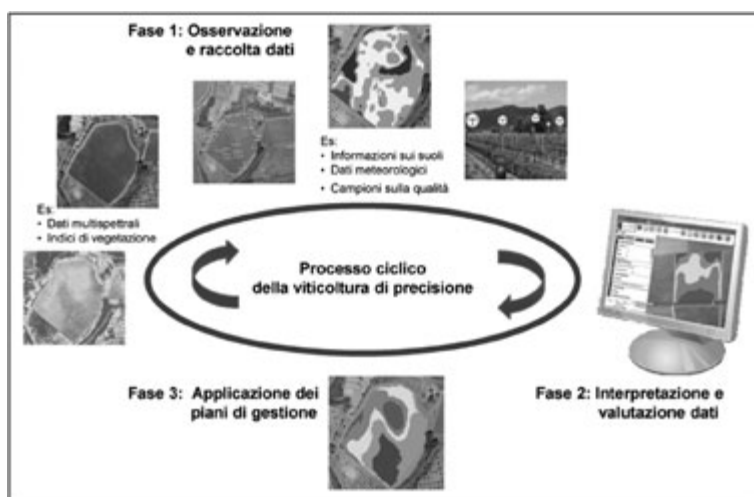 Fase 1: Osservazione
e raccolta dati
Es:
• Informazioni sui suoli
• Dati meteorologici
• Campioni sulla qualità
Es:
• Dati multispettrali
• Indici di vegetazione
Processo ciclico
della viticoltura di precisione
Fase 3: Applicazione dei
piani di gestione
Fase 2: Interpretazione e
valutazione dati